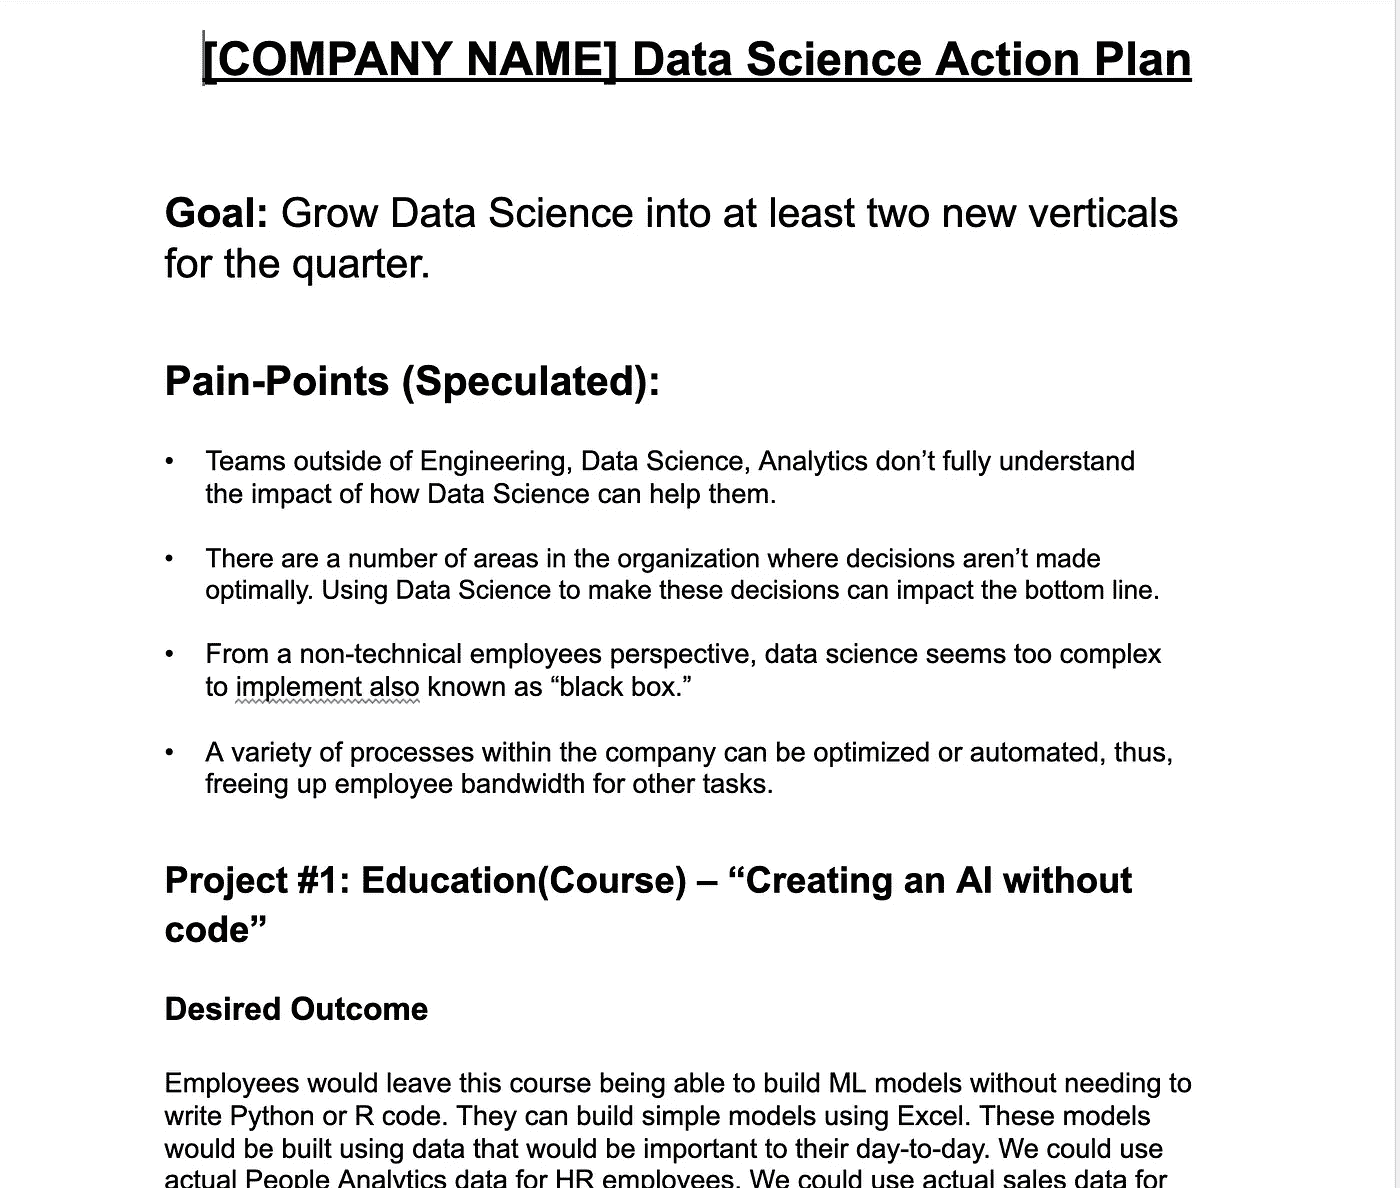 [COMPANY NAME] Data Science Action Plan
Goal: Grow Data Science into at least two new verticals
for the quarter.
Pain-Points (Speculated):
• Teams outside of Engineering, Data Science, Analytics don’t fully understand
the impact of how Data Science can help them.
• There are a number of areas in the organization where decisions aren’t made
optimally. Using Data Science to make these decisions can impact the bottom line.
• From a non-technical employees perspective, data science seems too complex
to implement also known as “black box.”
• A variety of processes within the company can be optimized or automated, thus,
freeing up employee bandwidth for other tasks.
Project #1: Education(Course) – “Creating an AI without
code”
Desired Outcome
Employees would leave this course being able to build ML models without needing to
write Python or R code. They can build simple models using Excel. These models
would be built using data that would be important to their day-to-day. We could use
actual People Analytics data for HR employees. We could use actual sales data for